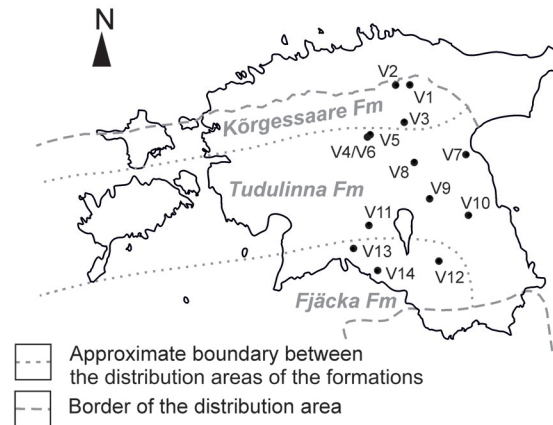 N
V2
V1
Kõrgessaare Fm
V3
V5
V4/V6
V8
V7
Tudulinna Fm
V9
V10
V11
V13
V12
V14
Fjäcka Fm
Approximate boundary between
the distribution areas of the formations
Border of the distribution area